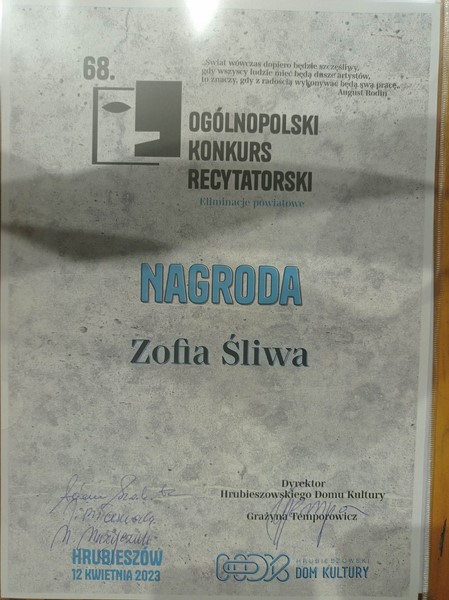 68.
„Świat wówczas dopiero będzie szczęśliwy,
gdy wszyscy ludzie mieć będą dusze artystów,
to znaczy, gdy z radością wykonywać będą swą pracę„
August Rodin
OGÓLNOPOLSKI
KONKURS
RECYTATORSKI
Eliminacje powiatowe
NAGRODA
Zofia Śliwa
Dyrektor
Hrubieszowskiego Domu Kultury
Grażyna Temporowicz
HRUBIESZÓW
12 KWIETNIA 2023
HDK
HRUBIESZOWSKI
DOM KULTURY